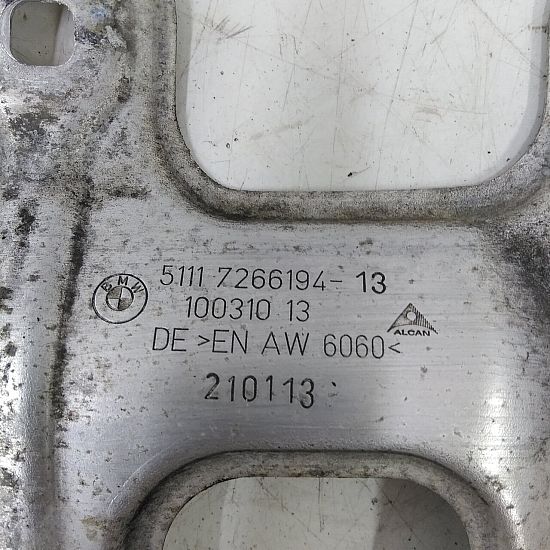 BMW
5111 7266194-13
100310 13
ALCAN
DE >EN AW 6060<
210113